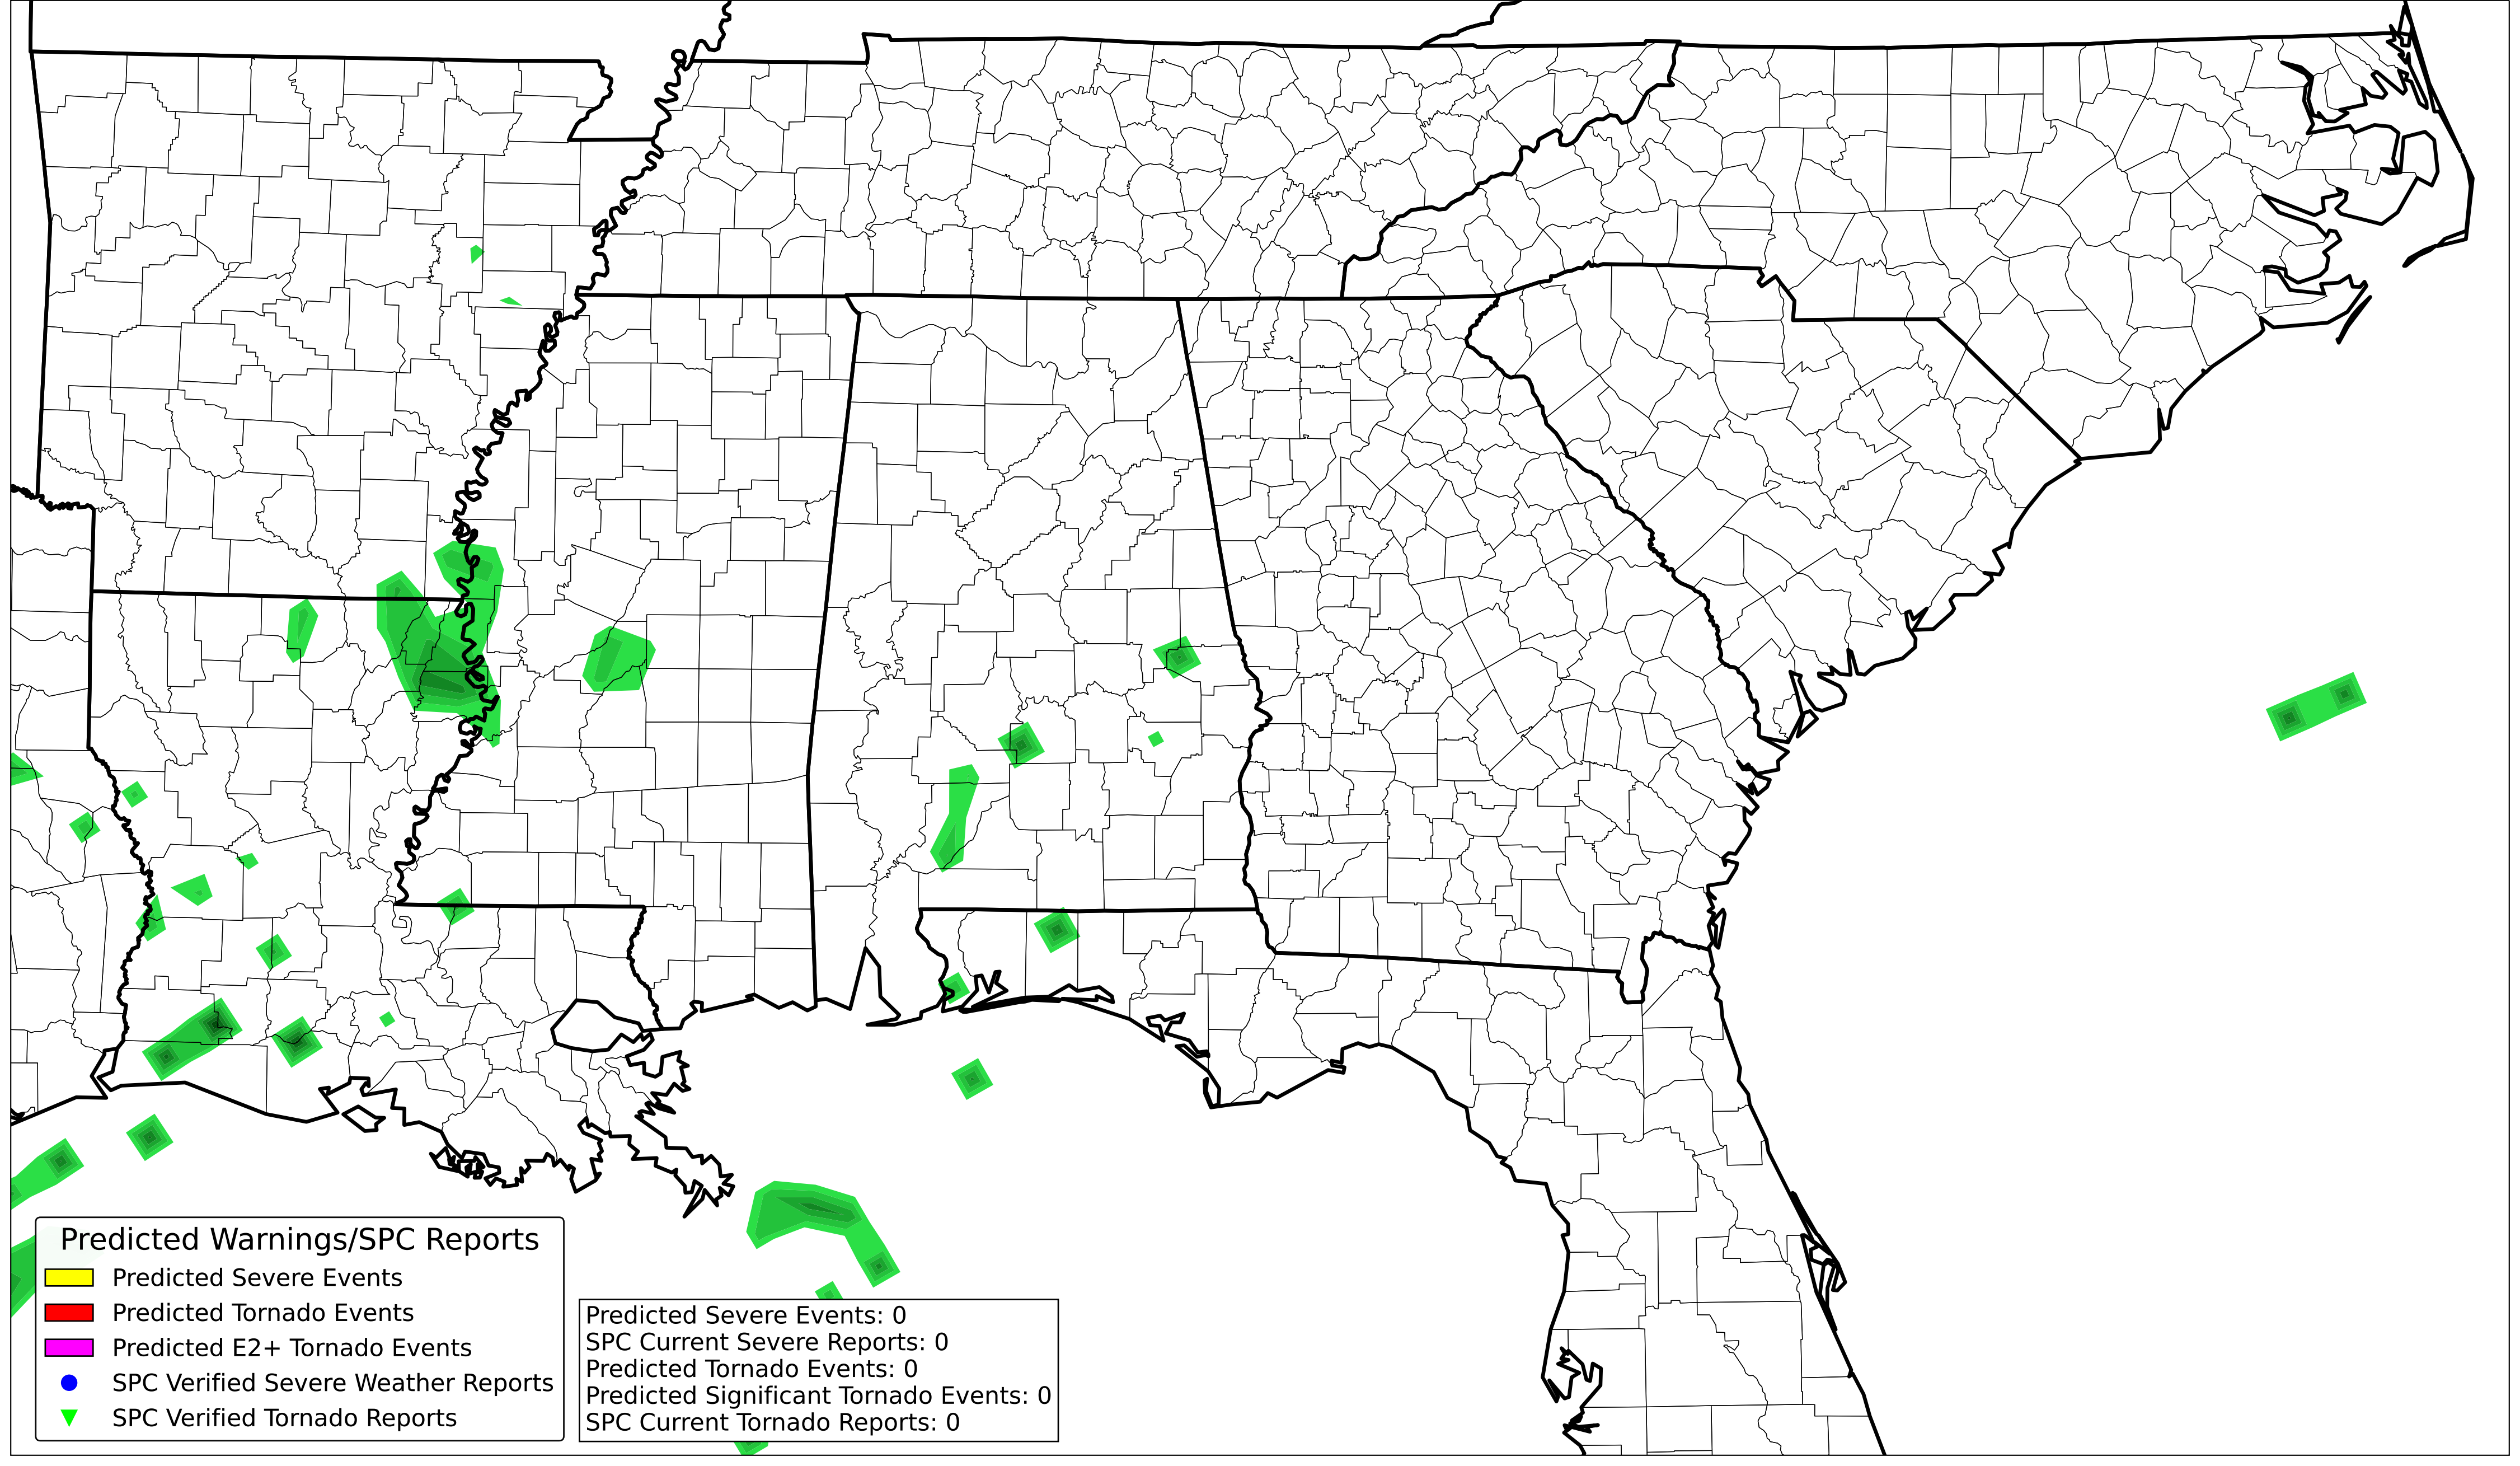 Predicted Warnings/SPC Reports
Predicted Severe Events
Predicted Tornado Events
Predicted E2+ Tornado Events
SPC Verified Severe Weather Reports
SPC Verified Tornado Reports
Predicted Severe Events: 0
SPC Current Severe Reports: 0
Predicted Tornado Events: 0
Predicted Significant Tornado Events: 0
SPC Current Tornado Reports: 0